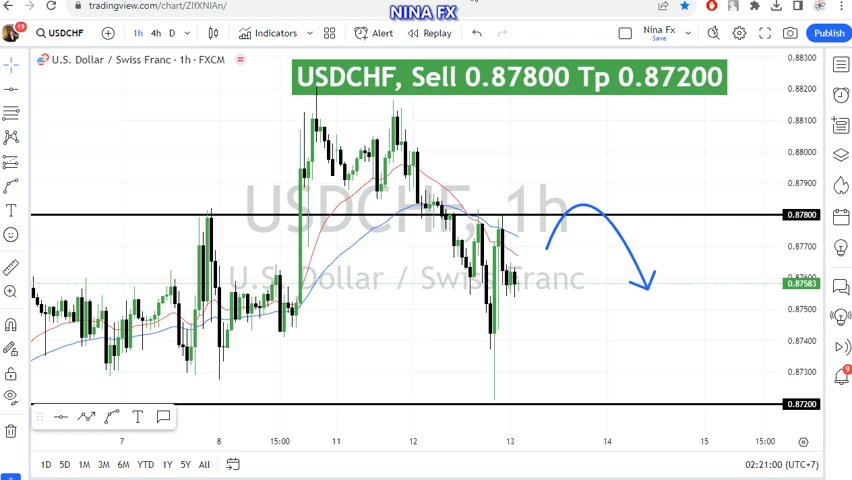 NINA FX
tradingview.com/chart/ZIfXNIAn/
19
USDCHF
1h 4h D
Indicators
Alert
Replay
Nina Fx
Save
Publish
U.S. Dollar / Swiss Franc · 1h · FXCM
USDCHF, Sell 0.87800 Tp 0.87200
USDCHF, 1h
U.S. Dollar / Swiss Franc
0.88300
0.88200
0.88100
0.88000
0.87900
0.87800
0.87700
0.87600
0.87583
0.87500
0.87400
0.87300
0.87200
9
T
7 8 15:00 11 12 13 14 15 15:00
1D 5D 1M 3M 6M YTD 1Y 5Y All
02:21:00 (UTC+7)